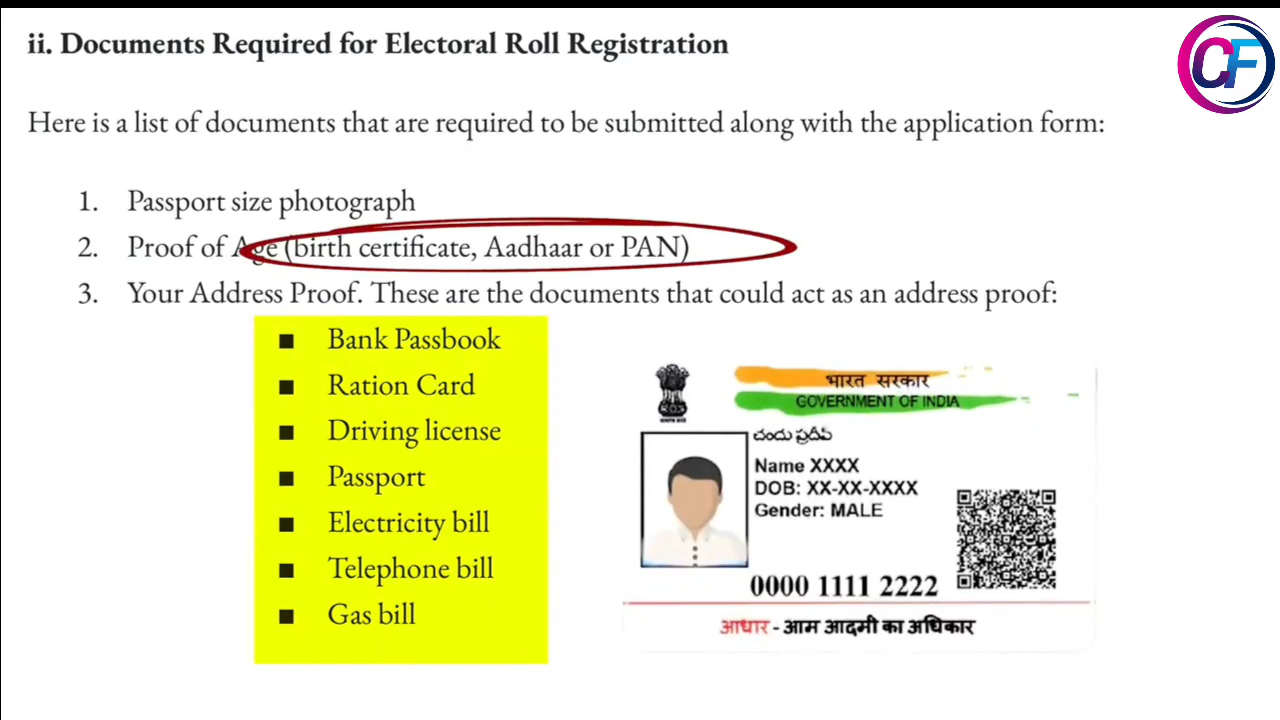 ii. Documents Required for Electoral Roll Registration
CF
Here is a list of documents that are required to be submitted along with the application form:
1. Passport size photograph
2. Proof of Age (birth certificate, Aadhaar or PAN)
3. Your Address Proof. These are the documents that could act as an address proof:
■ Bank Passbook
■ Ration Card
■ Driving license
■ Passport
■ Electricity bill
■ Telephone bill
■ Gas bill
भारत सरकार
GOVERNMENT OF INDIA
చందు ప్రదీప్
Name XXXX
DOB: XX-XX-XXXX
Gender: MALE
0000 1111 2222
आधार - आम आदमी का अधिकार